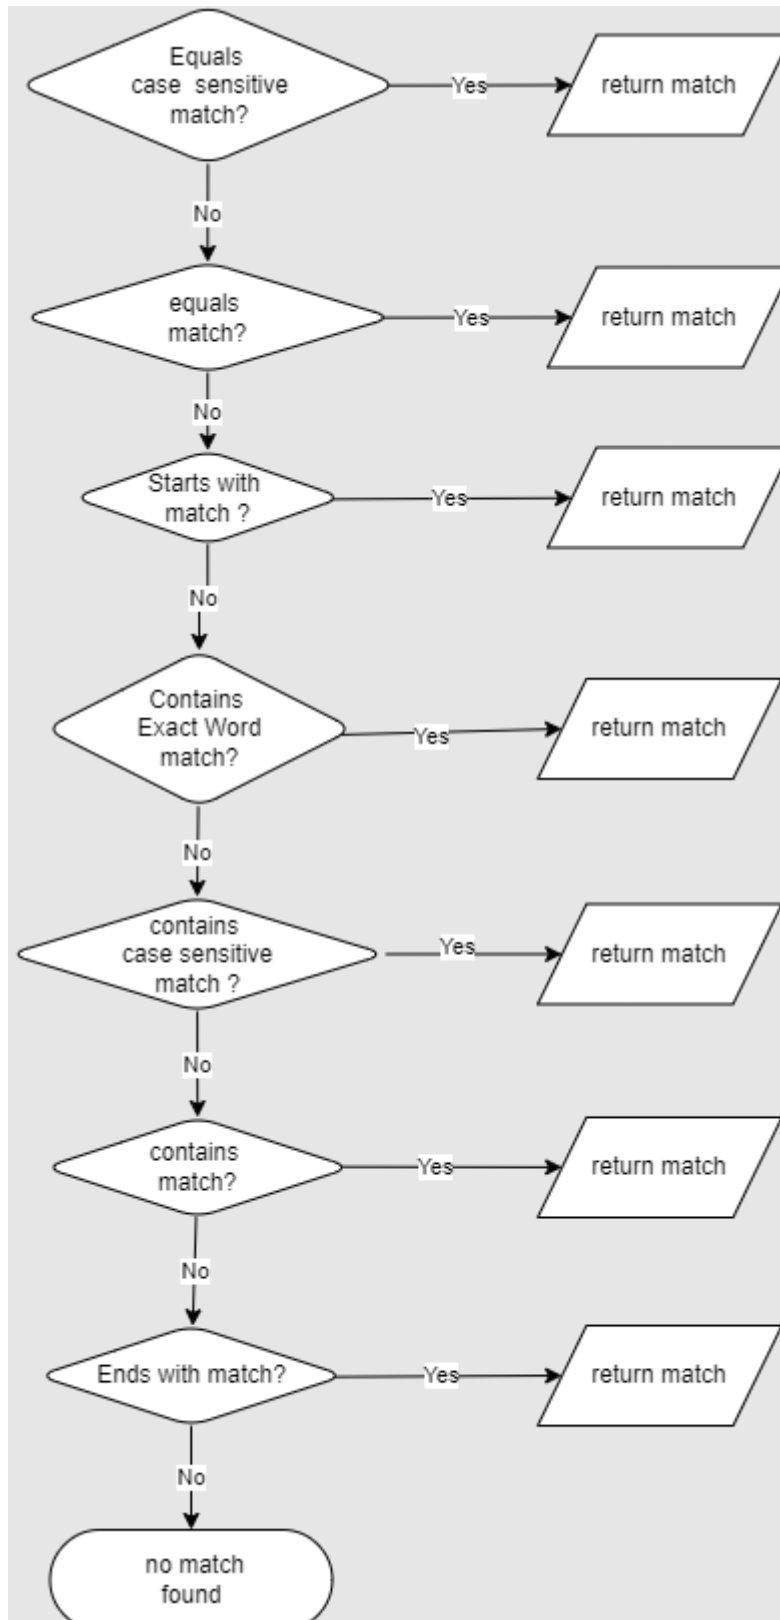 Equals
case sensitive
match?
Yes
return match
No
equals
match?
Yes
return match
No
Starts with
match ?
Yes
return match
No
Contains
Exact Word
match?
Yes
return match
No
contains
case sensitive
match ?
Yes
return match
No
contains
match?
Yes
return match
No
Ends with match?
Yes
return match
No
no match
found